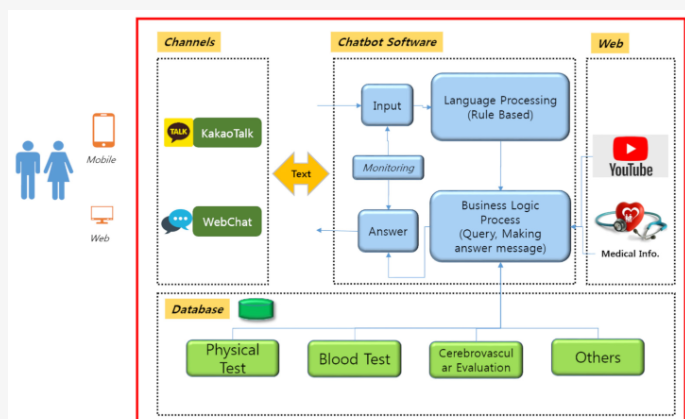 Channels
Chatbot Software
Web
Input
Language Processing
(Rule Based)
TALK
KakaoTalk
Mobile
YouTube
Text
Monitoring
Business Logic
Process
(Query, Making
answer message)
WebChat
Answer
Web
Medical Info.
Database
Physical
Test
Blood Test
Cerebrovascul
ar Evaluation
Others